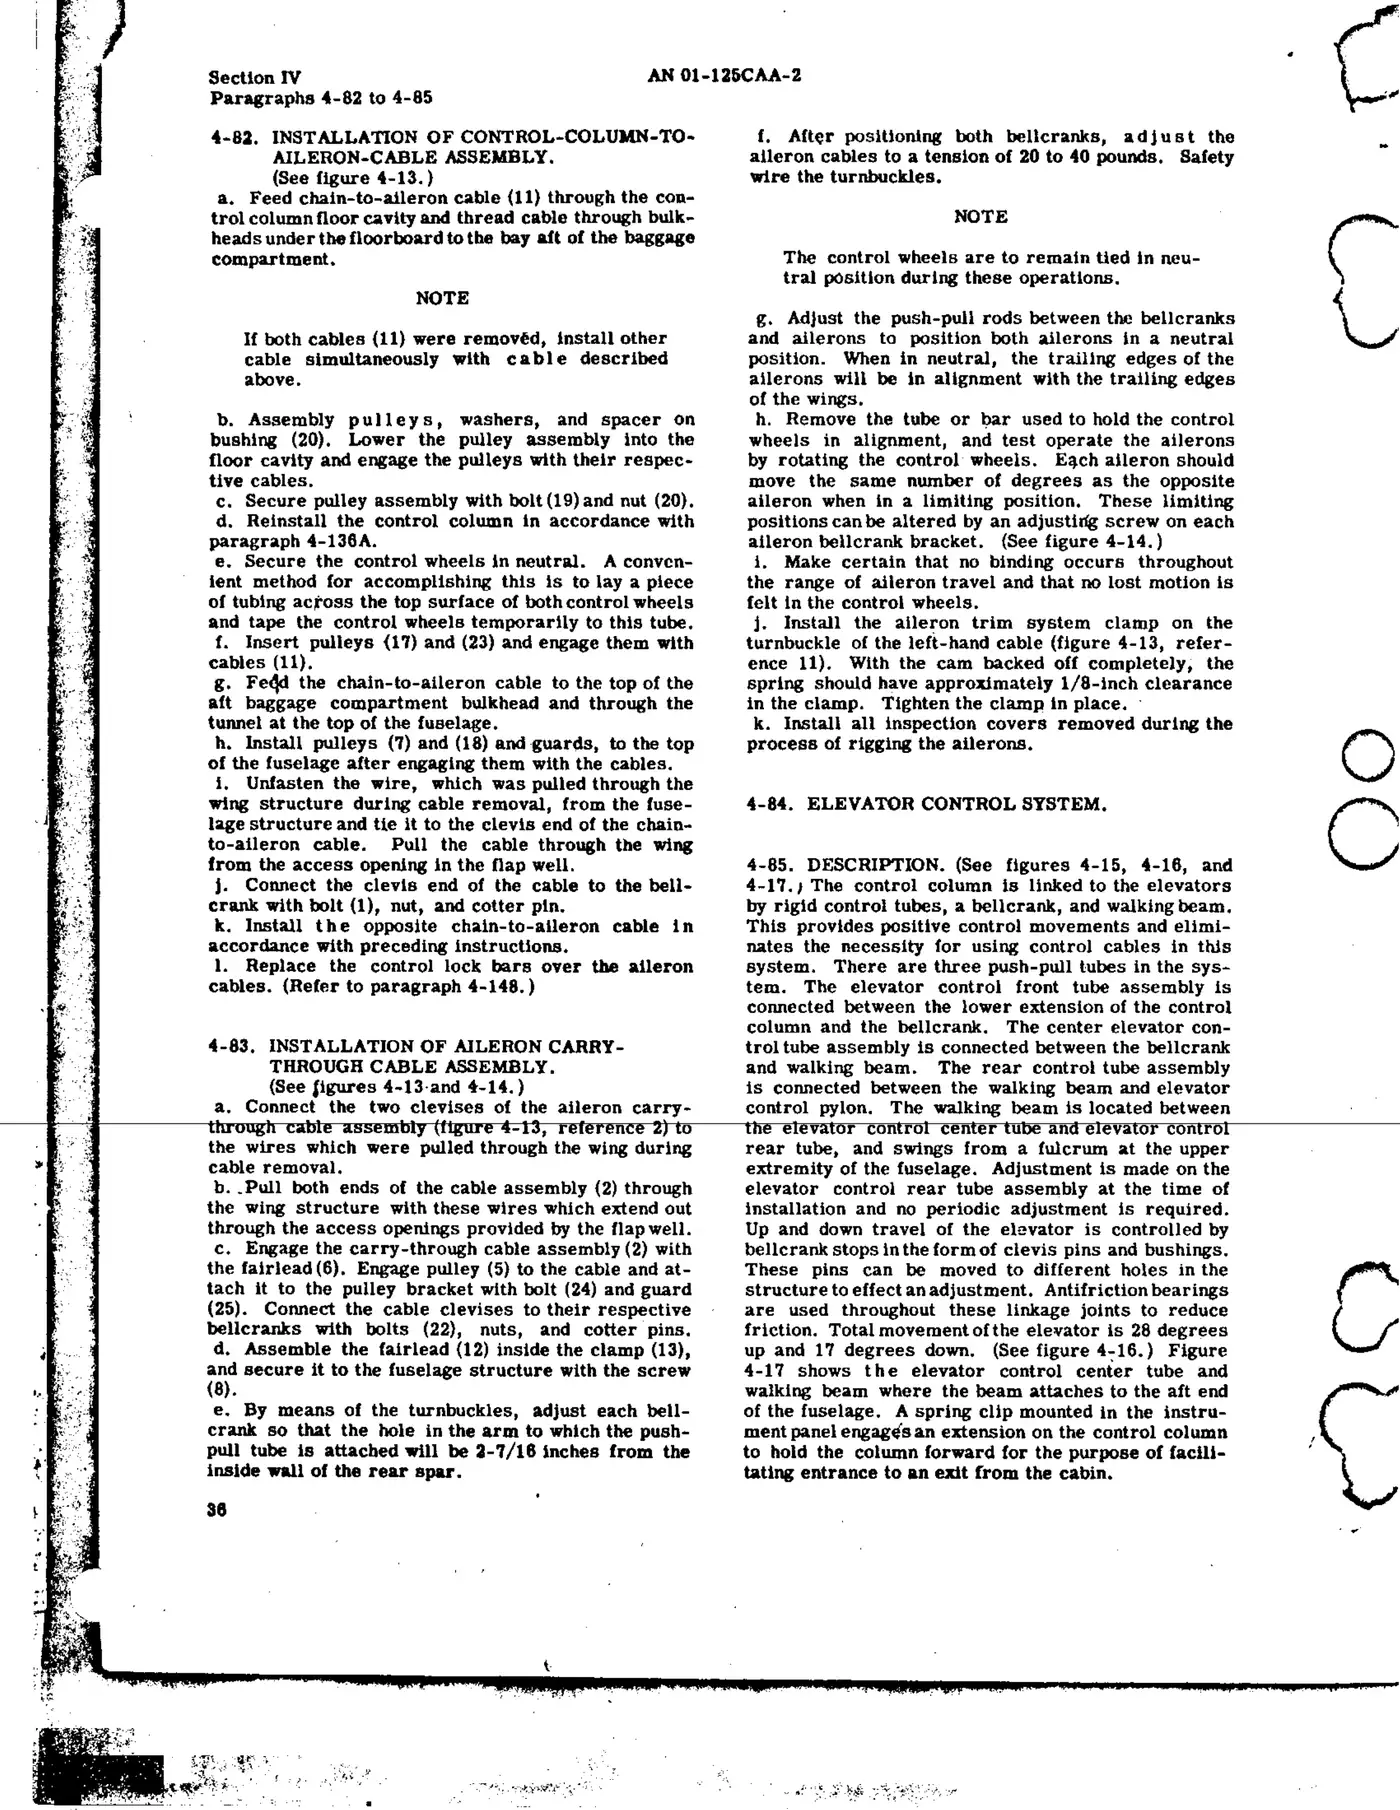 Section IV
AN 01-125CAA-2
Paragraphs 4-82 to 4-85
4-82. INSTALLATION OF CONTROL-COLUMN-TO-
AILERON-CABLE ASSEMBLY.
(See figure 4-13.)
a. Feed chain-to-aileron cable (11) through the con-
trol column floor cavity and thread cable through bulk-
heads under the floorboard to the bay aft of the baggage
compartment.
NOTE
If both cables (11) were removed, install other
cable simultaneously with cable described
above.
b. Assembly pulleys, washers, and spacer on
bushing (20). Lower the pulley assembly into the
floor cavity and engage the pulleys with their respec-
tive cables.
c. Secure pulley assembly with bolt (19) and nut (20).
d. Reinstall the control column in accordance with
paragraph 4-136A.
e. Secure the control wheels in neutral. A conven-
ient method for accomplishing this is to lay a piece
of tubing across the top surface of both control wheels
and tape the control wheels temporarily to this tube.
f. Insert pulleys (17) and (23) and engage them with
cables (11).
g. Feed the chain-to-aileron cable to the top of the
aft baggage compartment bulkhead and through the
tunnel at the top of the fuselage.
h. Install pulleys (7) and (18) and guards, to the top
of the fuselage after engaging them with the cables.
i. Unfasten the wire, which was pulled through the
wing structure during cable removal, from the fuse-
lage structure and tie it to the clevis end of the chain-
to-aileron cable. Pull the cable through the wing
from the access opening in the flap well.
j. Connect the clevis end of the cable to the bell-
crank with bolt (1), nut, and cotter pin.
k. Install the opposite chain-to-aileron cable in
accordance with preceding instructions.
l. Replace the control lock bars over the aileron
cables. (Refer to paragraph 4-148.)
4-83. INSTALLATION OF AILERON CARRY-
THROUGH CABLE ASSEMBLY.
(See figures 4-13 and 4-14.)
a. Connect the two clevises of the aileron carry-
through cable assembly (figure 4-13, reference 2) to
the wires which were pulled through the wing during
cable removal.
b. Pull both ends of the cable assembly (2) through
the wing structure with these wires which extend out
through the access openings provided by the flap well.
c. Engage the carry-through cable assembly (2) with
the fairlead (6). Engage pulley (5) to the cable and at-
tach it to the pulley bracket with bolt (24) and guard
(25). Connect the cable clevises to their respective
bellcranks with bolts (22), nuts, and cotter pins.
d. Assemble the fairlead (12) inside the clamp (13),
and secure it to the fuselage structure with the screw
(8).
e. By means of the turnbuckles, adjust each bell-
crank so that the hole in the arm to which the push-
pull tube is attached will be 2-7/16 inches from the
inside wall of the rear spar.
36
f. After positioning both bellcranks, adjust the
aileron cables to a tension of 20 to 40 pounds. Safety
wire the turnbuckles.
NOTE
The control wheels are to remain tied in neu-
tral position during these operations.
g. Adjust the push-pull rods between the bellcranks
and ailerons to position both ailerons in a neutral
position. When in neutral, the trailing edges of the
ailerons will be in alignment with the trailing edges
of the wings.
h. Remove the tube or bar used to hold the control
wheels in alignment, and test operate the ailerons
by rotating the control wheels. Each aileron should
move the same number of degrees as the opposite
aileron when in a limiting position. These limiting
positions can be altered by an adjusting screw on each
aileron bellcrank bracket. (See figure 4-14.)
i. Make certain that no binding occurs throughout
the range of aileron travel and that no lost motion is
felt in the control wheels.
j. Install the aileron trim system clamp on the
turnbuckle of the left-hand cable (figure 4-13, refer-
ence 11). With the cam backed off completely, the
spring should have approximately 1/8-inch clearance
in the clamp. Tighten the clamp in place.
k. Install all inspection covers removed during the
process of rigging the ailerons.
4-84. ELEVATOR CONTROL SYSTEM.
4-85. DESCRIPTION. (See figures 4-15, 4-16, and
4-17.) The control column is linked to the elevators
by rigid control tubes, a bellcrank, and walking beam.
This provides positive control movements and elimi-
nates the necessity for using control cables in this
system. There are three push-pull tubes in the sys-
tem. The elevator control front tube assembly is
connected between the lower extension of the control
column and the bellcrank. The center elevator con-
trol tube assembly is connected between the bellcrank
and walking beam. The rear control tube assembly
is connected between the walking beam and elevator
control pylon. The walking beam is located between
the elevator control center tube and elevator control
rear tube, and swings from a fulcrum at the upper
extremity of the fuselage. Adjustment is made on the
elevator control rear tube assembly at the time of
installation and no periodic adjustment is required.
Up and down travel of the elevator is controlled by
bellcrank stops in the form of clevis pins and bushings.
These pins can be moved to different holes in the
structure to effect an adjustment. Antifriction bearings
are used throughout these linkage joints to reduce
friction. Total movement of the elevator is 28 degrees
up and 17 degrees down. (See figure 4-16.) Figure
4-17 shows the elevator control center tube and
walking beam where the beam attaches to the aft end
of the fuselage. A spring clip mounted in the instru-
ment panel engages an extension on the control column
to hold the column forward for the purpose of facili-
tating entrance to an exit from the cabin.